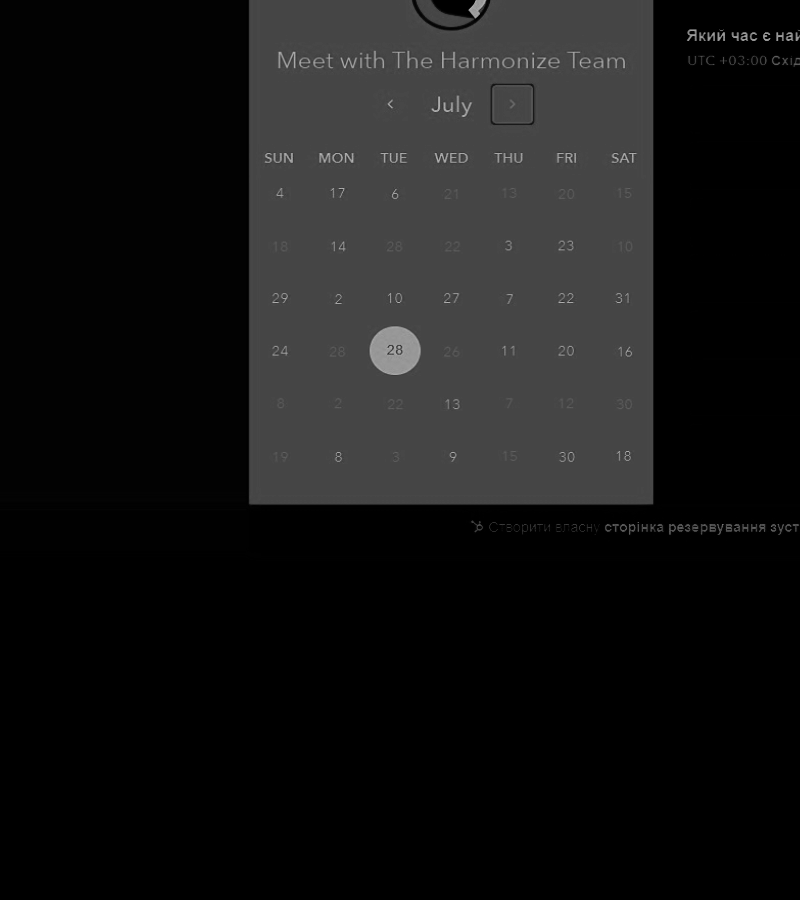 Який час є най
UTC +03:00 Схід
Meet with The Harmonize Team
July
SUN MON TUE WED THU FRI SAT
4 17 6 21 13 20 15
18 14 28 22 3 23 10
29 2 10 27 7 22 31
24 28 28 26 11 20 16
8 2 22 13 7 12 30
19 8 3 9 15 30 18
Створити власну сторінка резервування зуст